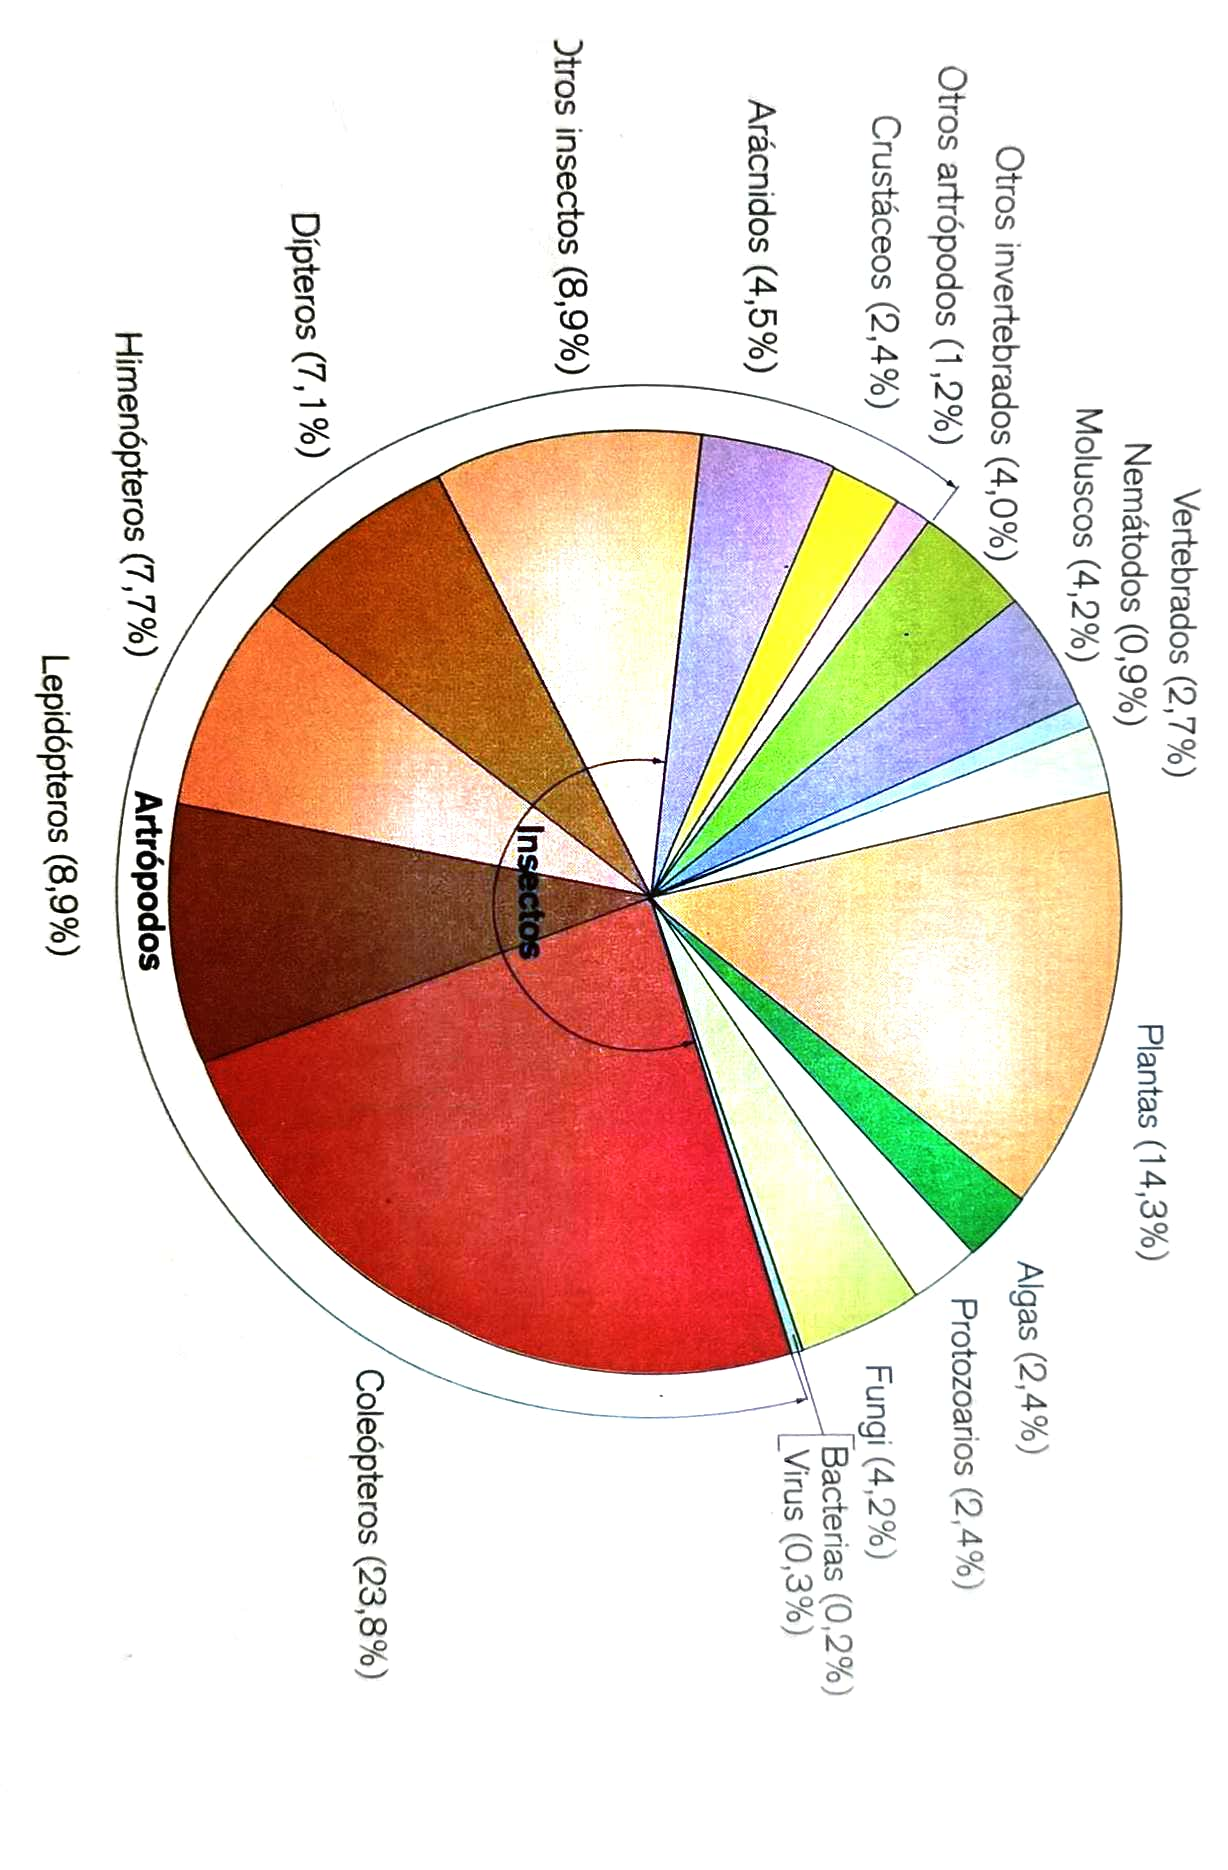 Vertebrados (2,7%)
Nemátodos (0,9%)
Moluscos (4,2%)
Otros invertebrados (4,0%)
Otros artrópodos (1,2%)
Crustáceos (2,4%)
Arácnidos (4,5%)
Otros insectos (8,9%)
Dípteros (7,1%)
Himenópteros (7,7%)
Lepidópteros (8,9%)
Artrópodos
Insectos
Plantas (14,3%)
Algas (2,4%)
Protozoarios (2,4%)
Fungi (4,2%)
Bacterias (0,2%)
Virus (0,3%)
Coleópteros (23,8%)